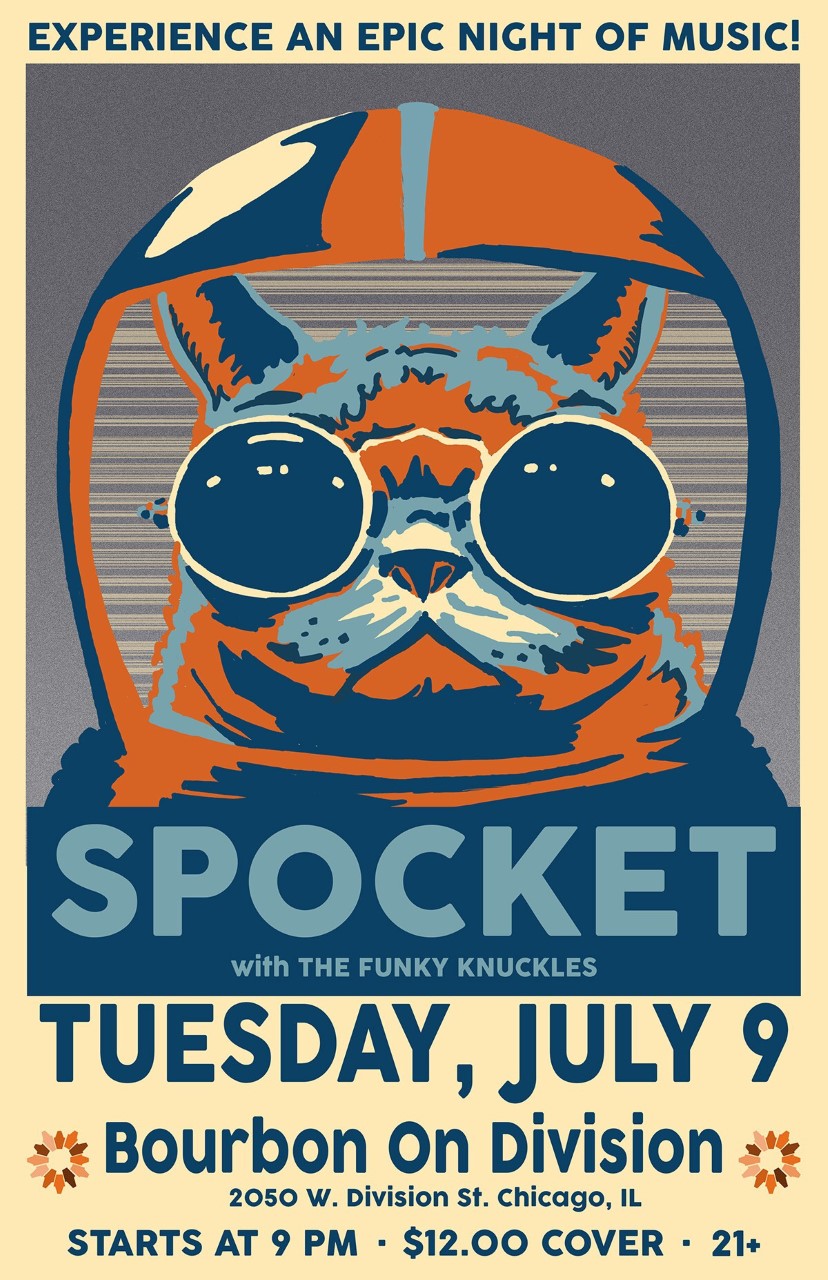 EXPERIENCE AN EPIC NIGHT OF MUSIC!
SPOCKET
with THE FUNKY KNUCKLES
TUESDAY, JULY 9
Bourbon On Division
2050 W. Division St. Chicago, IL
STARTS AT 9 PM · $12.00 COVER · 21+